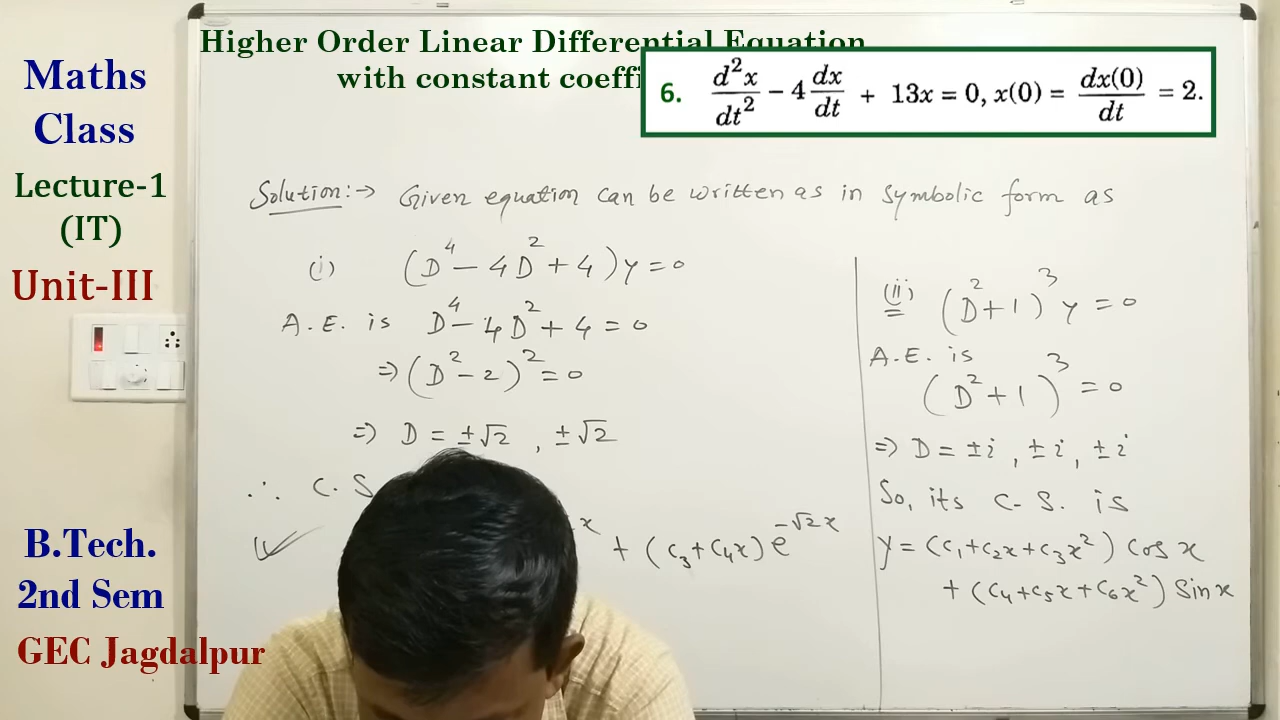 Maths
Class
Lecture-1
(IT)
Unit-III
B.Tech.
2nd Sem
GEC Jagdalpur
Higher Order Linear Differential Equation
with constant
6. d²x/dt² − 4 dx/dt + 13x = 0, x(0) = dx(0)/dt = 2.
Solution:→ Given equation can be written as in symbolic form as
(i) (D⁴ − 4D² + 4)y = 0
A.E. is D⁴ − 4D² + 4 = 0
⇒ (D² − 2)² = 0
⇒ D = ±√2, ±√2
∴ C.S
x + (c₃+c₄x)e^(−√2x)
(ii) (D²+1)³ y = 0
A.E. is
(D²+1)³ = 0
⇒ D = ±i, ±i, ±i
So, its C.S. is
y = (c₁+c₂x+c₃x²) Cos x
+ (c₄+c₅x+c₆x²) Sin x